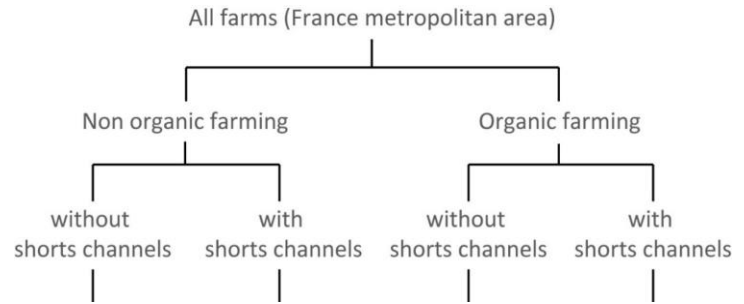 All farms (France metropolitan area)
Non organic farming
Organic farming
without
shorts channels
with
shorts channels
without
shorts channels
with
shorts channels